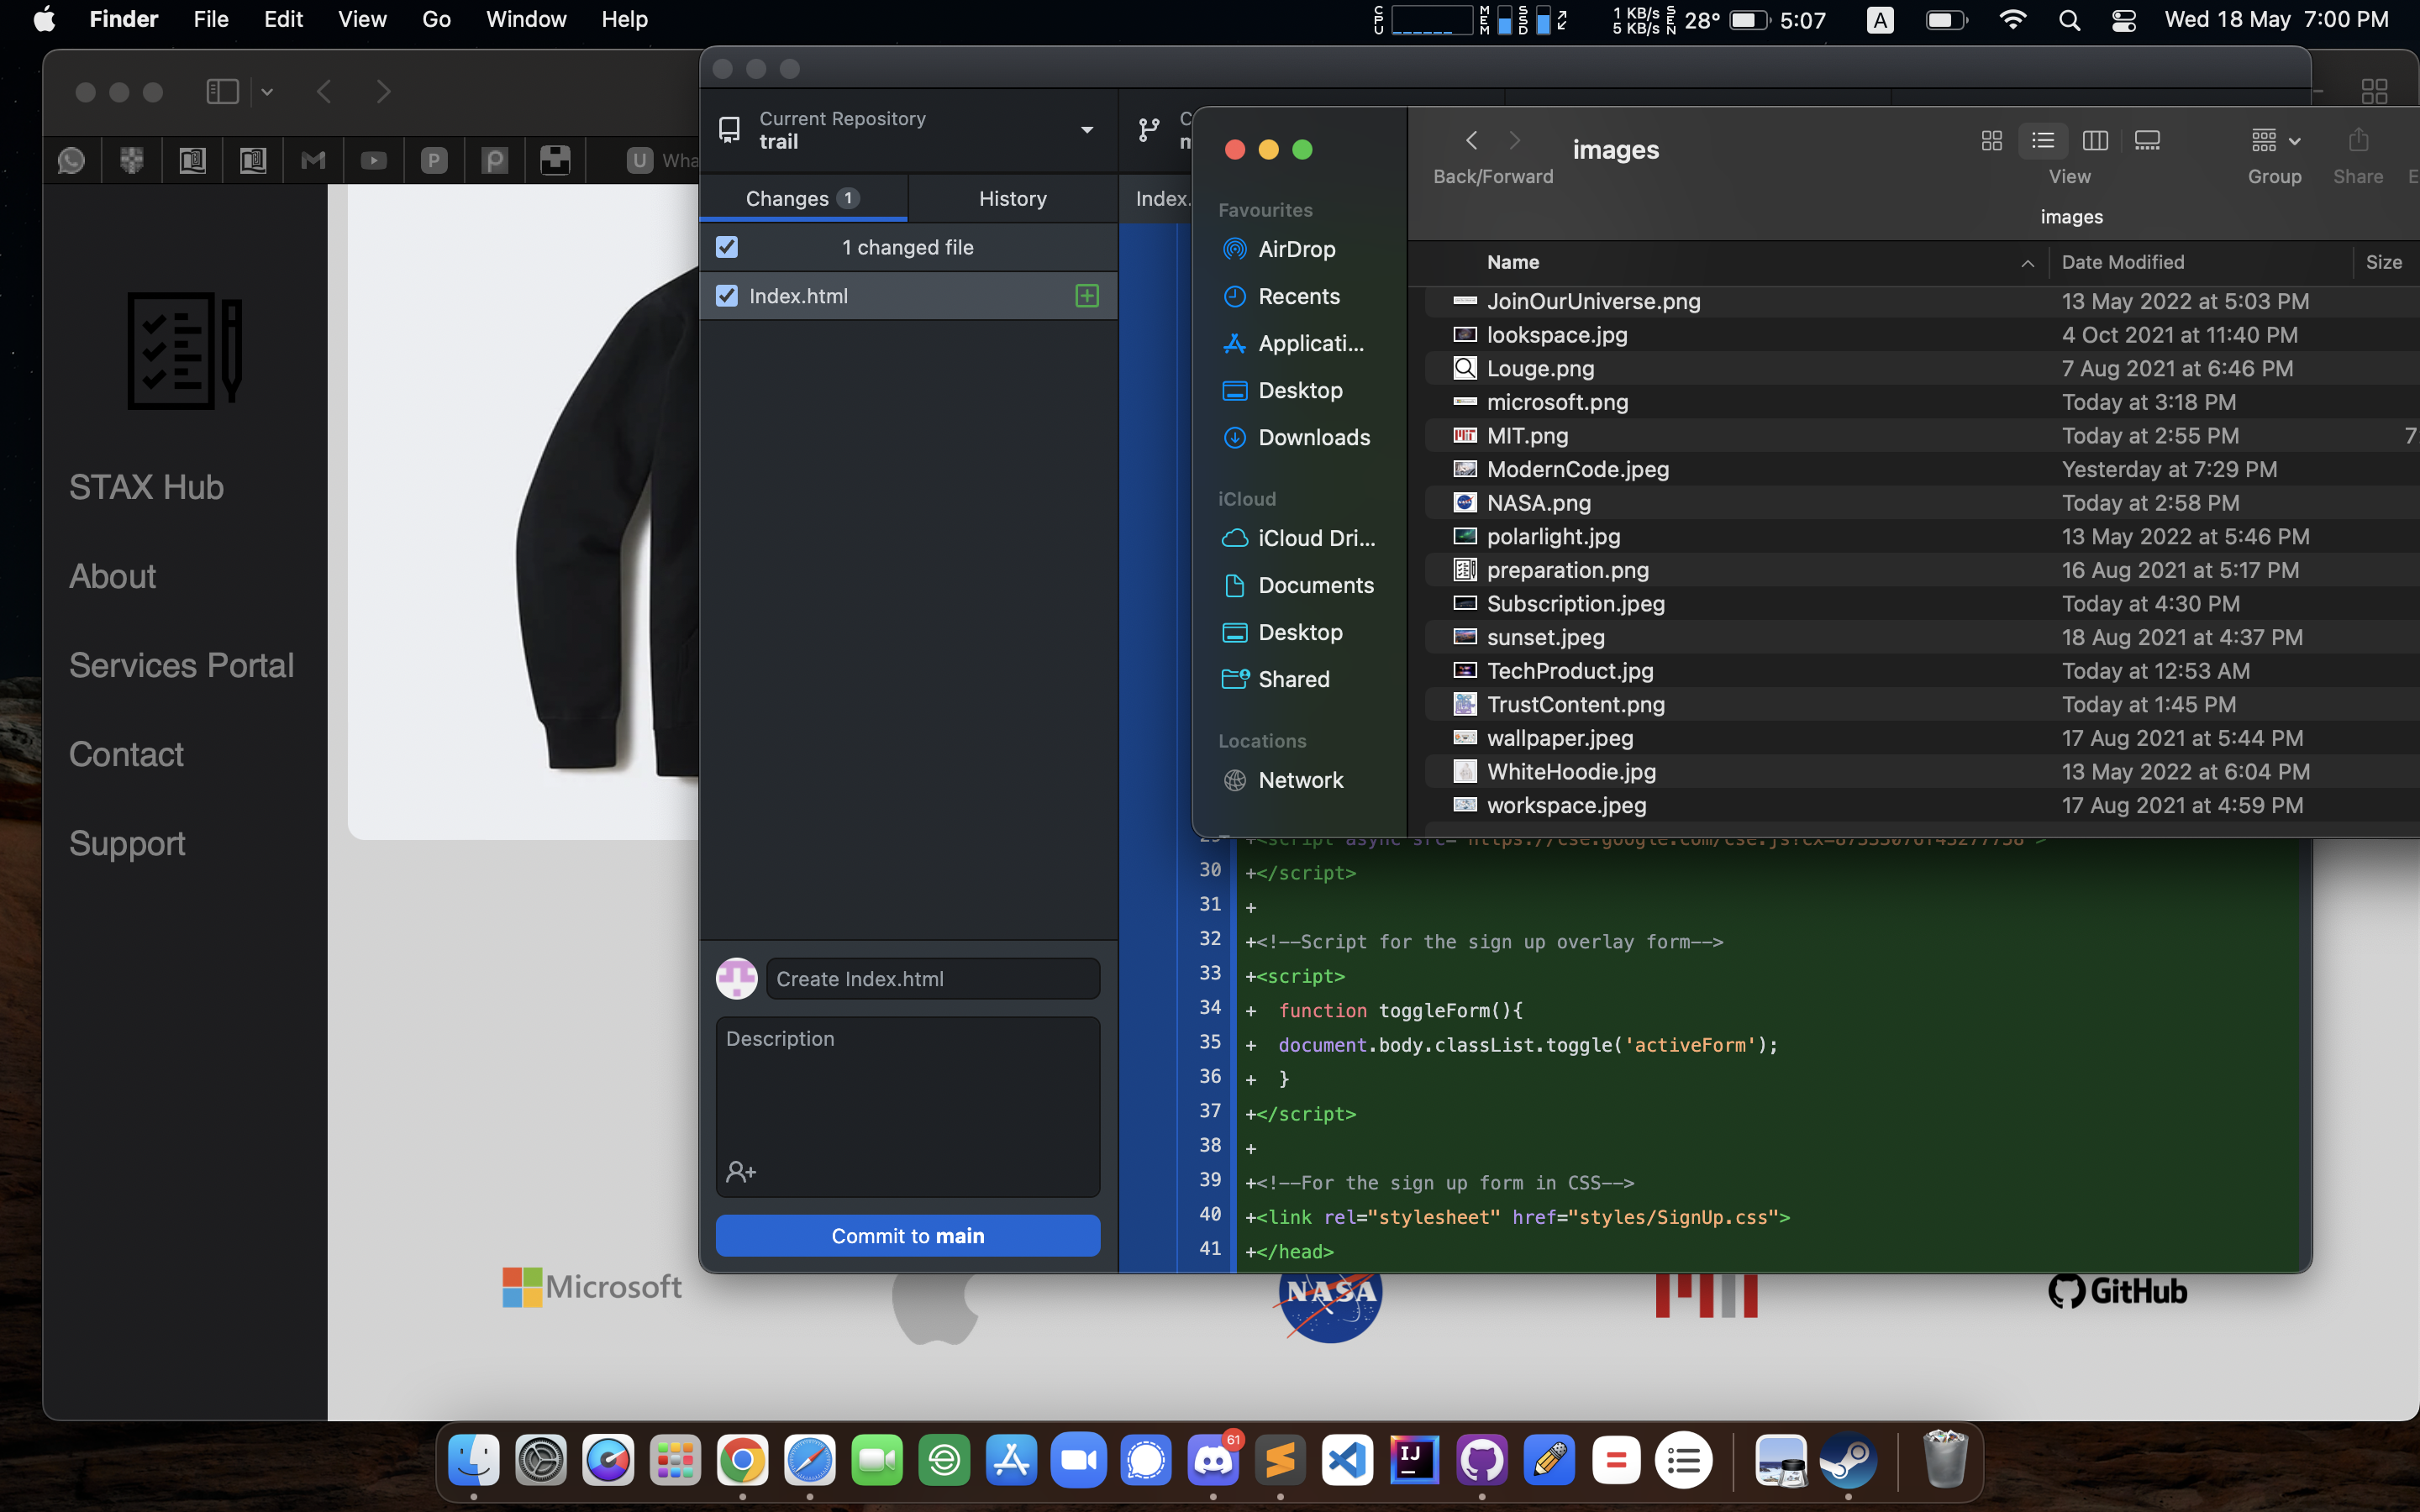 Finder File Edit View Go Window Help
CPU MEM SSD 1 KB/s 5 KB/s SEN 28° 5:07 A Wed 18 May 7:00 PM
P
U Wha
STAX Hub
About
Services Portal
Contact
Support
Microsoft
NASA
MIT
GitHub
Current Repository
trail
Changes 1
History
Index.
1 changed file
Index.html
Create Index.html
Description
Commit to main
Back/Forward
images
View
Group
Share
images
Favourites
AirDrop
Recents
Applicati...
Desktop
Downloads
iCloud
iCloud Dri...
Documents
Desktop
Shared
Locations
Network
Name Date Modified Size
JoinOurUniverse.png 13 May 2022 at 5:03 PM
lookspace.jpg 4 Oct 2021 at 11:40 PM
Louge.png 7 Aug 2021 at 6:46 PM
microsoft.png Today at 3:18 PM
MIT.png Today at 2:55 PM 7
ModernCode.jpeg Yesterday at 7:29 PM
NASA.png Today at 2:58 PM
polarlight.jpg 13 May 2022 at 5:46 PM
preparation.png 16 Aug 2021 at 5:17 PM
Subscription.jpeg Today at 4:30 PM
sunset.jpeg 18 Aug 2021 at 4:37 PM
TechProduct.jpg Today at 12:53 AM
TrustContent.png Today at 1:45 PM
wallpaper.jpeg 17 Aug 2021 at 5:44 PM
WhiteHoodie.jpg 13 May 2022 at 6:04 PM
workspace.jpeg 17 Aug 2021 at 4:59 PM
30 +</script>
31 +
32 +<!--Script for the sign up overlay form-->
33 +<script>
34 + function toggleForm(){
35 + document.body.classList.toggle('activeForm');
36 + }
37 +</script>
38 +
39 +<!--For the sign up form in CSS-->
40 +<link rel="stylesheet" href="styles/SignUp.css">
41 +</head>
61
IJ